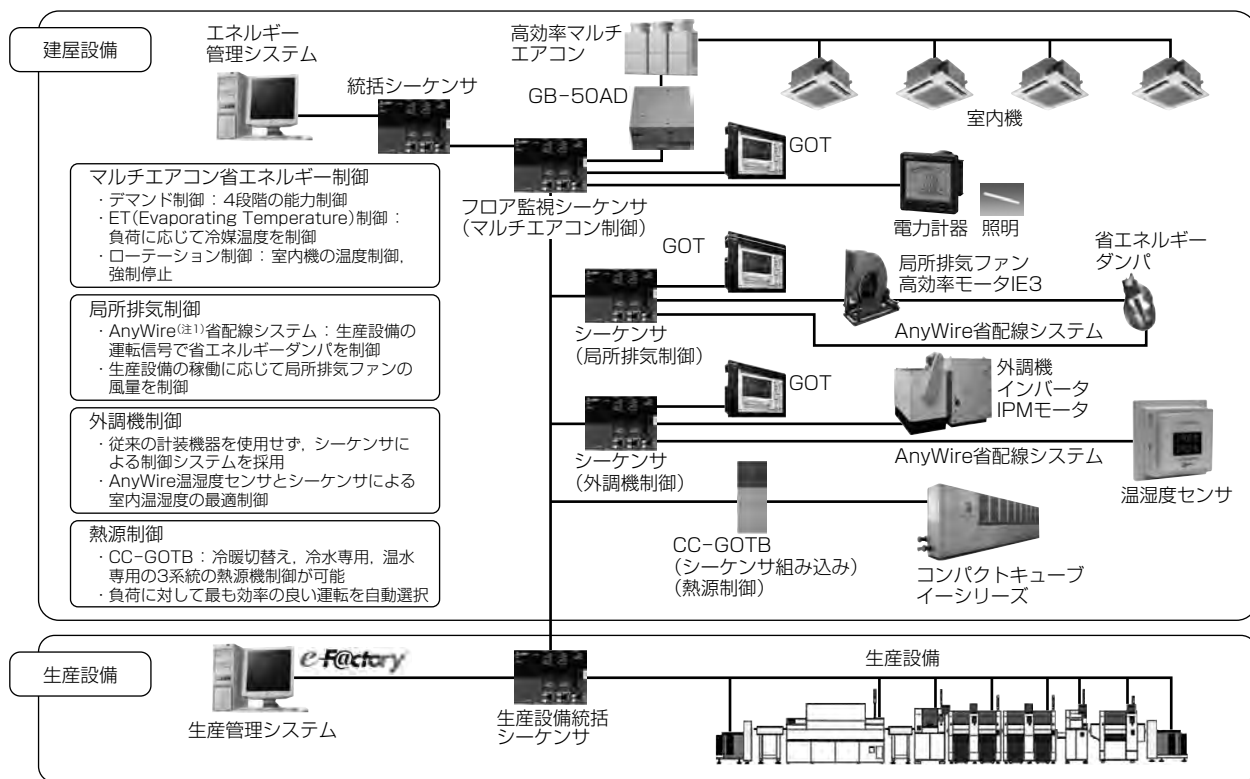 建屋設備
エネルギー
管理システム
統括シーケンサ
高効率マルチ
エアコン
GB-50AD
室内機
GOT
フロア監視シーケンサ
(マルチエアコン制御)
電力計器
照明
マルチエアコン省エネルギー制御
・デマンド制御：4段階の能力制御
・ET(Evaporating Temperature)制御：
負荷に応じて冷媒温度を制御
・ローテーション制御：室内機の温度制御，
強制停止
局所排気制御
・AnyWire(注1)省配線システム：生産設備の
運転信号で省エネルギーダンパを制御
・生産設備の稼働に応じて局所排気ファンの
風量を制御
外調機制御
・従来の計装機器を使用せず，シーケンサに
よる制御システムを採用
・AnyWire温湿度センサとシーケンサによる
室内温湿度の最適制御
熱源制御
・CC-GOTB：冷暖切替え，冷水専用，温水
専用の3系統の熱源機制御が可能
・負荷に対して最も効率の良い運転を自動選択
GOT
局所排気ファン
高効率モータIE3
省エネルギー
ダンパ
シーケンサ
(局所排気制御)
AnyWire省配線システム
GOT
外調機
インバータ
IPMモータ
シーケンサ
(外調機制御)
AnyWire省配線システム
温湿度センサ
CC-GOTB
(シーケンサ組み込み)
(熱源制御)
コンパクトキューブ
イーシリーズ
生産設備
e-F@ctory
生産管理システム
生産設備統括
シーケンサ
生産設備